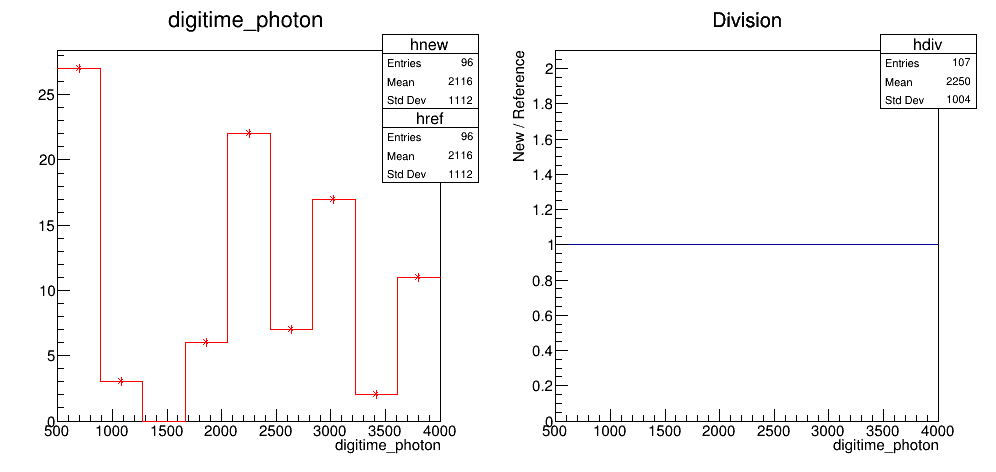 digitime_photon
hnew
Entries 96
Mean 2116
Std Dev 1112
href
Entries 96
Mean 2116
Std Dev 1112
25
20
15
10
5
0
500 1000 1500 2000 2500 3000 3500 4000
digitime_photon
Division
hdiv
Entries 107
Mean 2250
Std Dev 1004
New / Reference
2
1.8
1.6
1.4
1.2
1
0.8
0.6
0.4
0.2
0
500 1000 1500 2000 2500 3000 3500 4000
digitime_photon